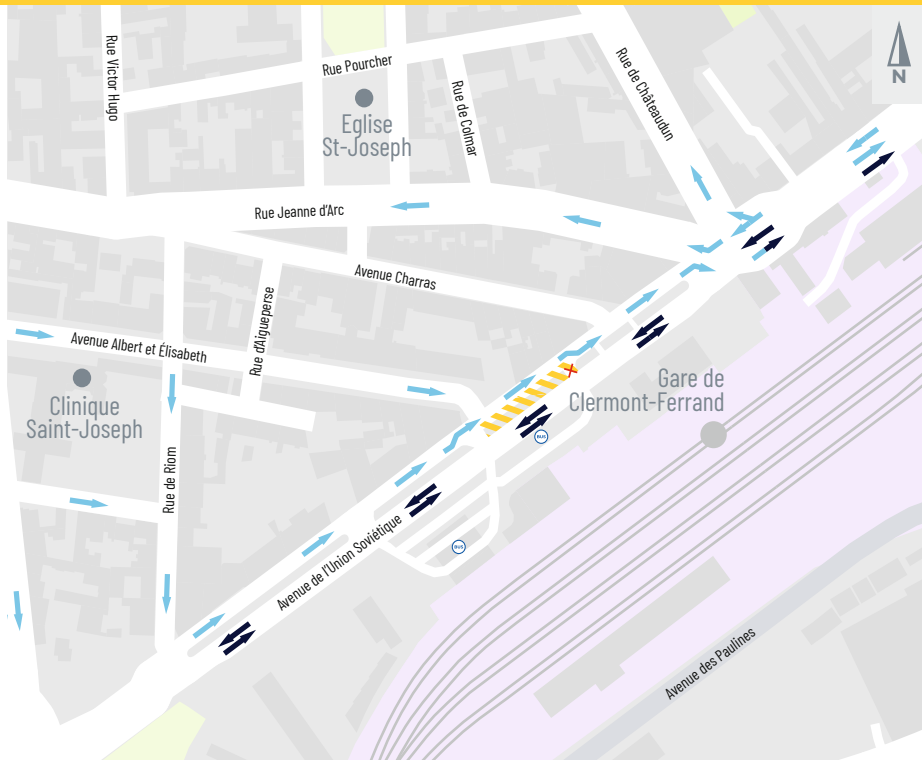 Rue Victor Hugo
Rue Pourcher
Rue de Colmar
Rue de Châteaudun
N
Eglise
St-Joseph
Rue Jeanne d'Arc
Avenue Charras
Avenue Albert et Élisabeth
Rue d'Aigueperse
Clinique
Saint-Joseph
Gare de
Clermont-Ferrand
BUS
Rue de Riom
Avenue de l'Union Soviétique
BUS
Avenue des Paulines